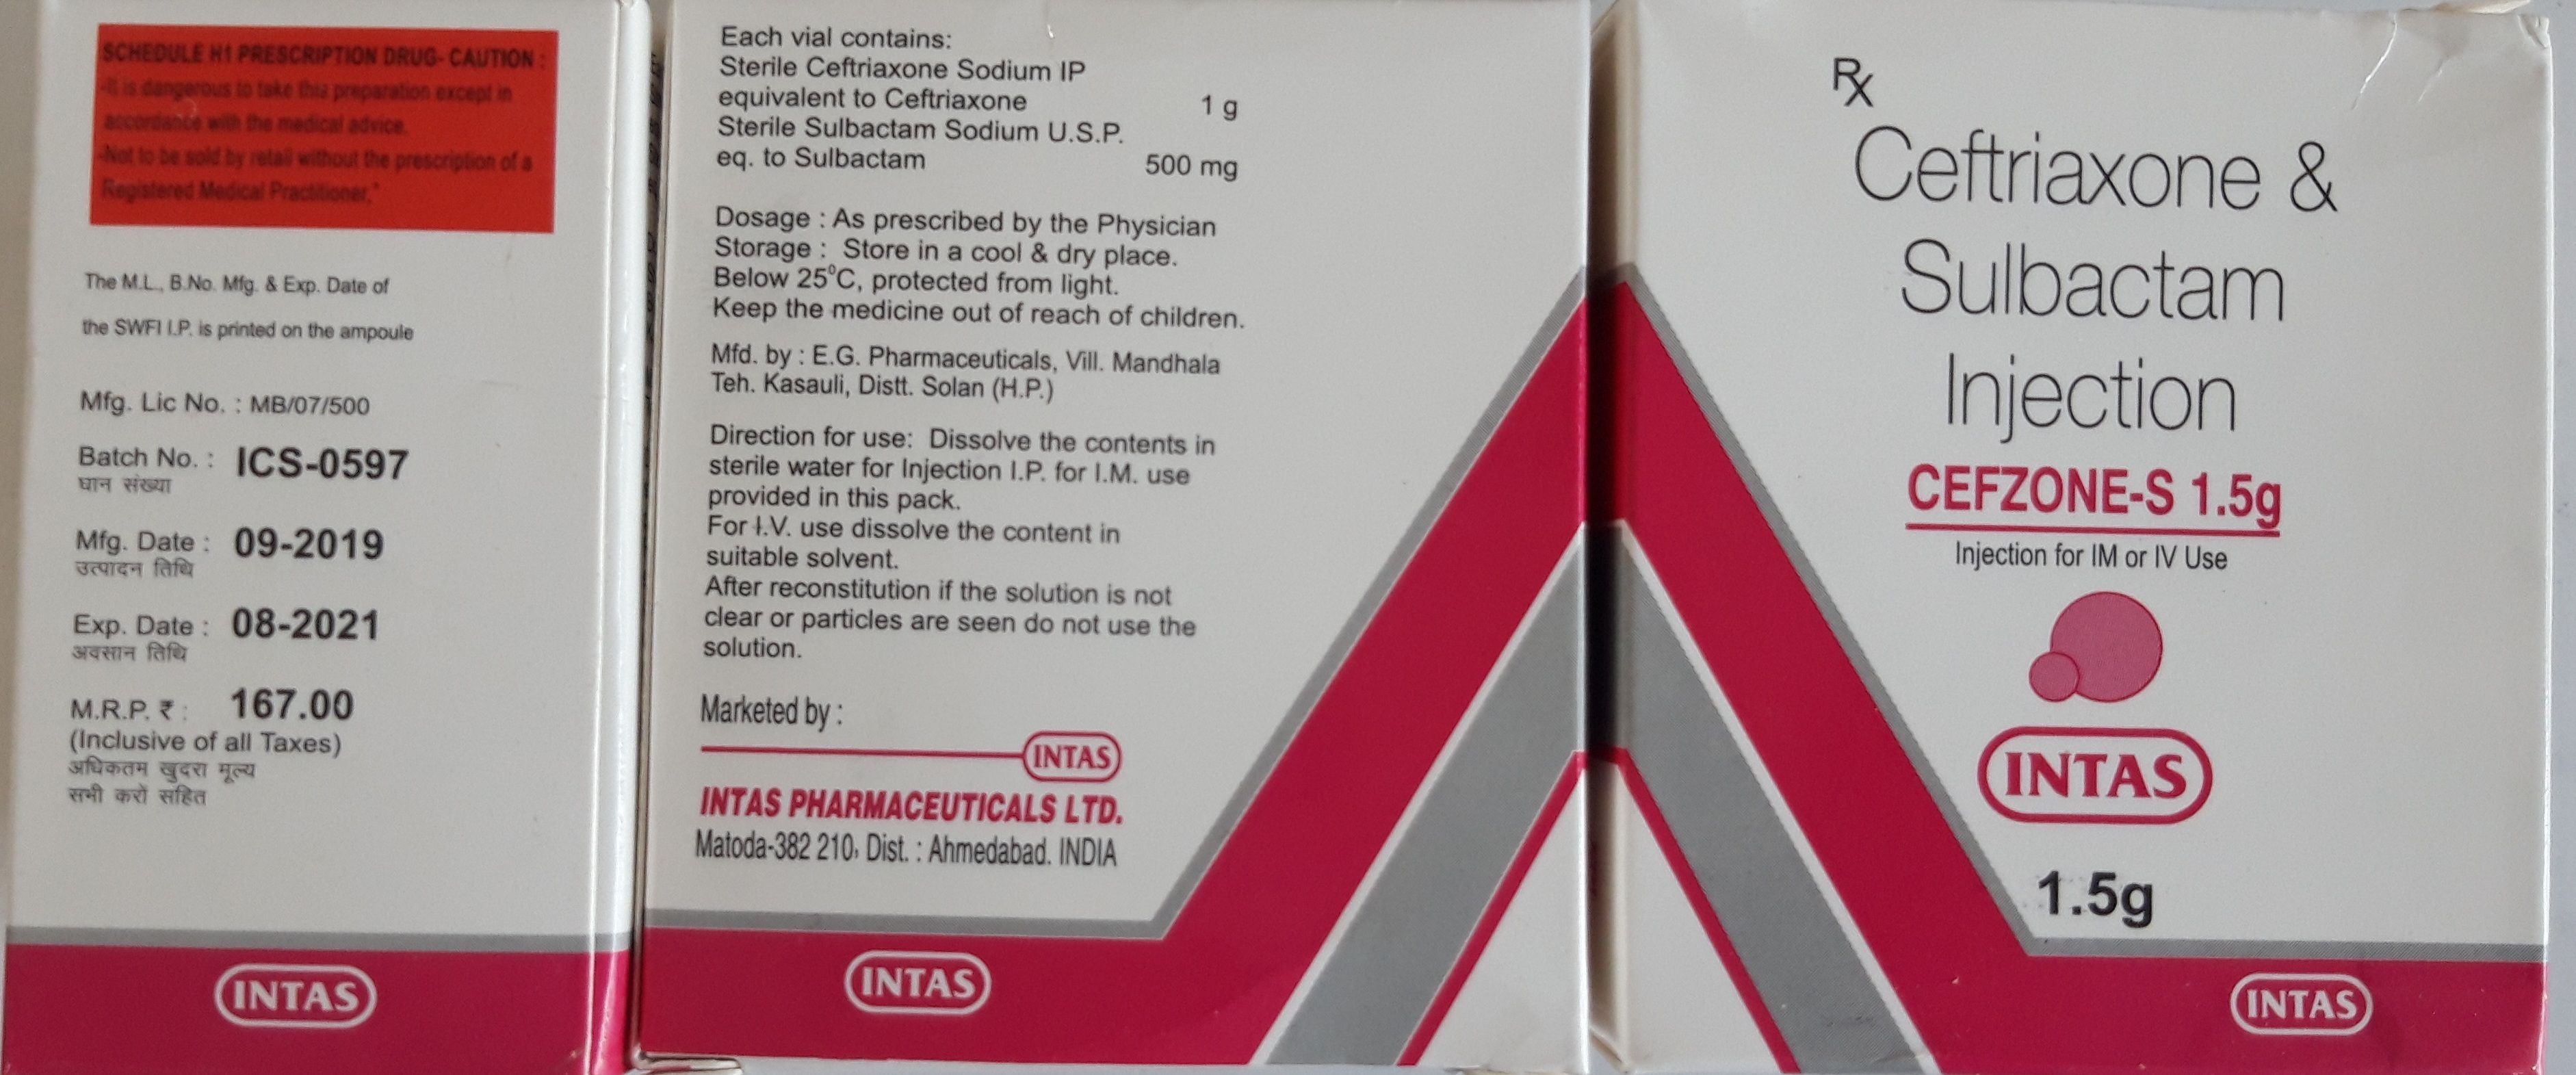 SCHEDULE H1 PRESCRIPTION DRUG- CAUTION :
-It is dangerous to take this preparation except in
accordance with the medical advice.
-Not to be sold by retail without the prescription of a
Registered Medical Practitioner."
The M.L., B.No. Mfg. & Exp. Date of
the SWFI I.P. is printed on the ampoule
Mfg. Lic No. : MB/07/500
Batch No. : ICS-0597
घान संख्या
Mfg. Date : 09-2019
उत्पादन तिथि
Exp. Date : 08-2021
अवसान तिथि
M.R.P. ₹ : 167.00
(Inclusive of all Taxes)
अधिकतम खुदरा मूल्य
सभी करों सहित
INTAS
Each vial contains:
Sterile Ceftriaxone Sodium IP
equivalent to Ceftriaxone 1 g
Sterile Sulbactam Sodium U.S.P.
eq. to Sulbactam 500 mg
Dosage : As prescribed by the Physician
Storage : Store in a cool & dry place.
Below 25°C, protected from light.
Keep the medicine out of reach of children.
Mfd. by : E.G. Pharmaceuticals, Vill. Mandhala
Teh. Kasauli, Distt. Solan (H.P.)
Direction for use: Dissolve the contents in
sterile water for Injection I.P. for I.M. use
provided in this pack.
For I.V. use dissolve the content in
suitable solvent.
After reconstitution if the solution is not
clear or particles are seen do not use the
solution.
Marketed by :
INTAS
INTAS PHARMACEUTICALS LTD.
Matoda-382 210, Dist. : Ahmedabad. INDIA
INTAS
Rx
Ceftriaxone &
Sulbactam
Injection
CEFZONE-S 1.5g
Injection for IM or IV Use
INTAS
1.5g
INTAS